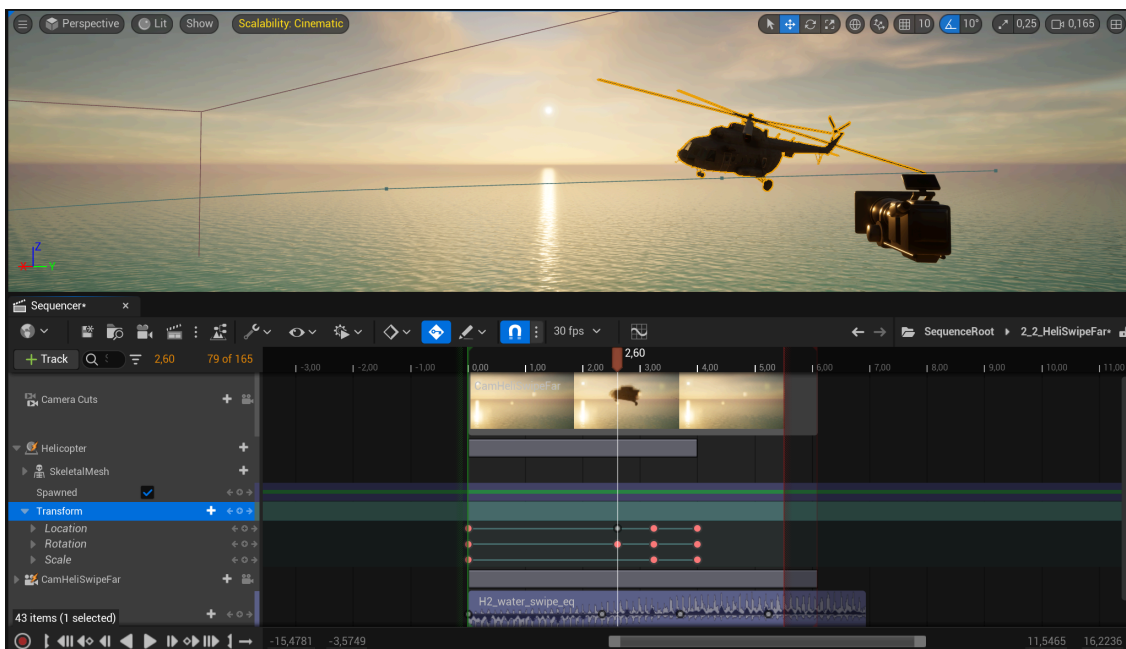 Perspective Lit Show Scalability: Cinematic 10 10° 0,25 0,165
Z
Y
Sequencer* ×
30 fps SequenceRoot 2_2_HeliSwipeFar*
+ Track 2,60 79 of 165 2,60
-3,00 -2,00 -1,00 0,00 1,00 2,00 3,00 4,00 5,00 6,00 7,00 8,00 9,00 10,00 11,00
CamHeliSwipeFar
Camera Cuts
Helicopter
SkeletalMesh
Spawned
Transform
Location
Rotation
Scale
CamHeliSwipeFar
H2_water_swipe_eq
43 items (1 selected)
-15,4781 -3,5749 11,5465 16,2236